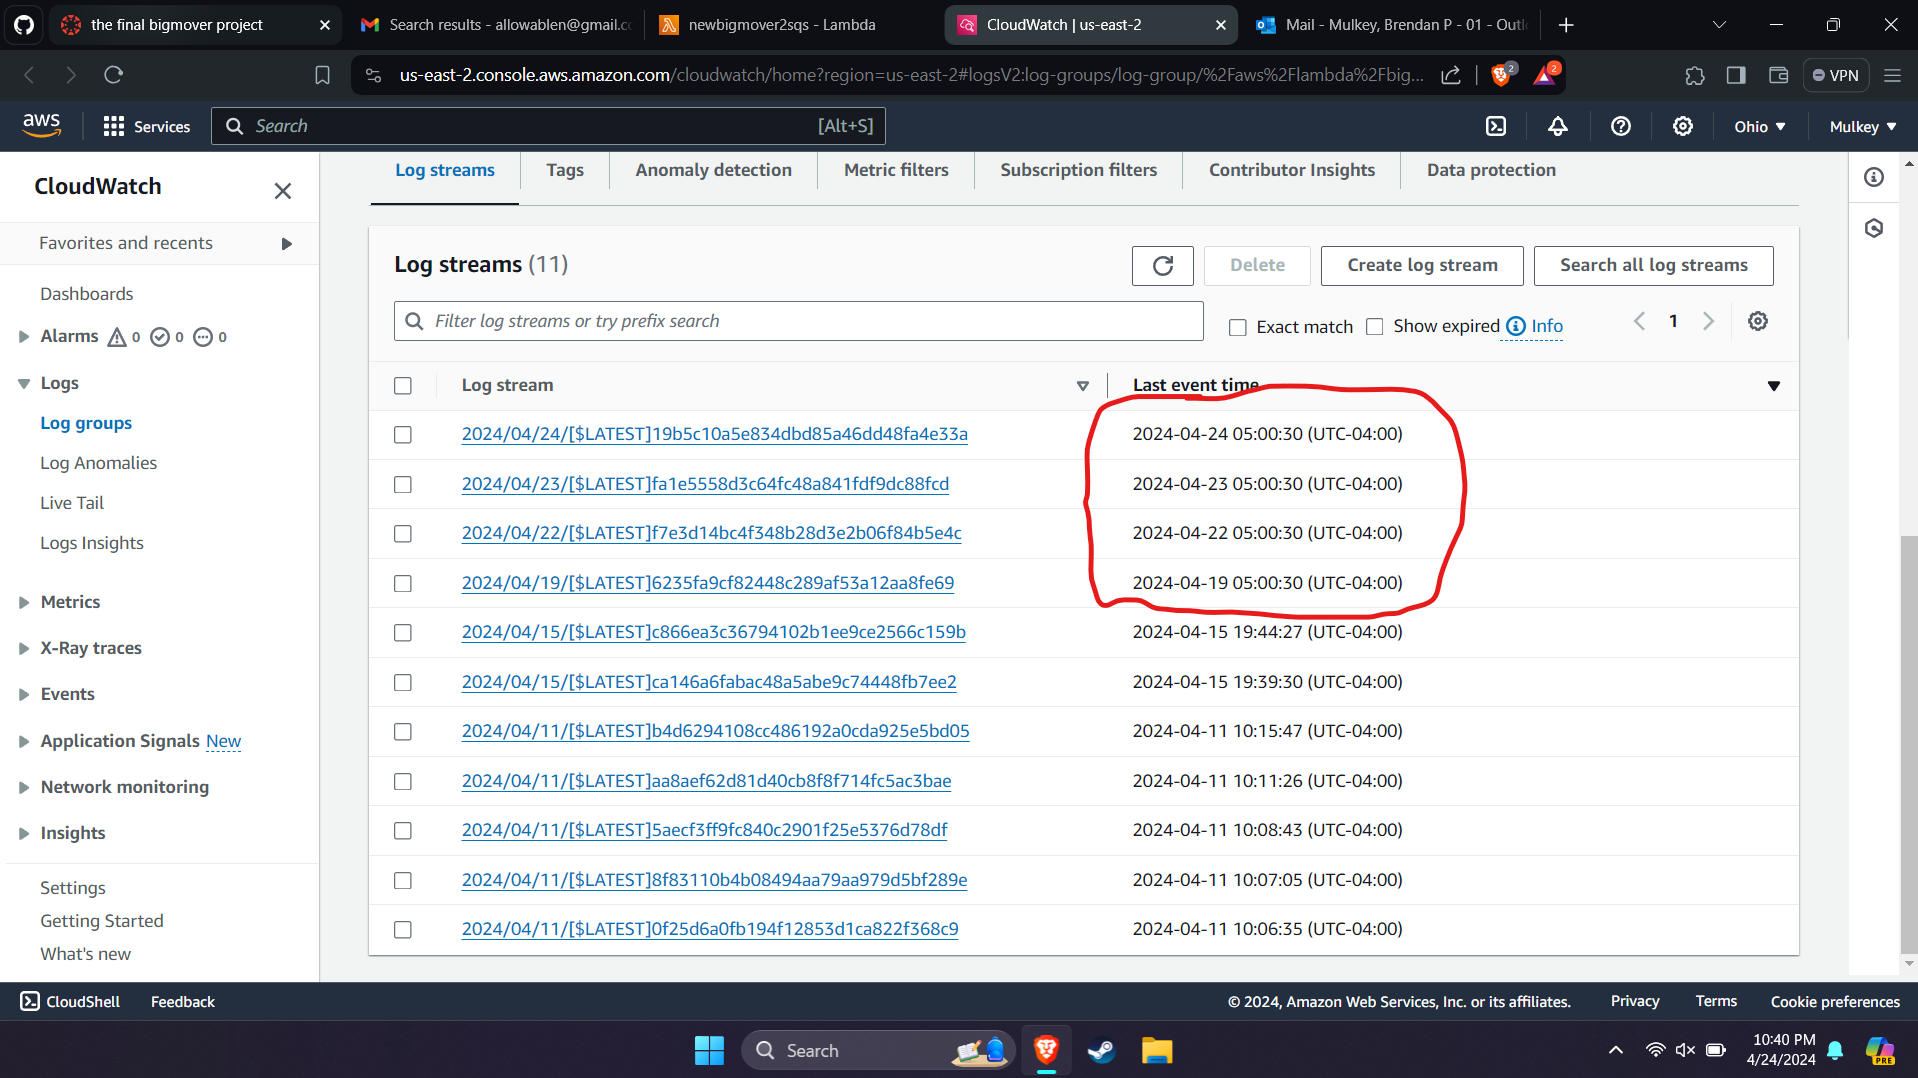 the final bigmover project
Search results - allowablen@gmail.c
newbigmover2sqs - Lambda
CloudWatch | us-east-2
Mail - Mulkey, Brendan P - 01 - Outl
us-east-2.console.aws.amazon.com/cloudwatch/home?region=us-east-2#logsV2:log-groups/log-group/%2Faws%2Flambda%2Fbig...
2
2
VPN
aws
Services
Search
[Alt+S]
Ohio
Mulkey
CloudWatch
Favorites and recents
Dashboards
Alarms 0 0 0
Logs
Log groups
Log Anomalies
Live Tail
Logs Insights
Metrics
X-Ray traces
Events
Application Signals New
Network monitoring
Insights
Settings
Getting Started
What's new
Log streams
Tags
Anomaly detection
Metric filters
Subscription filters
Contributor Insights
Data protection
Log streams (11)
Delete
Create log stream
Search all log streams
Filter log streams or try prefix search
Exact match
Show expired
Info
1
Log stream
Last event time
2024/04/24/[$LATEST]19b5c10a5e834dbd85a46dd48fa4e33a 2024-04-24 05:00:30 (UTC-04:00)
2024/04/23/[$LATEST]fa1e5558d3c64fc48a841fdf9dc88fcd 2024-04-23 05:00:30 (UTC-04:00)
2024/04/22/[$LATEST]f7e3d14bc4f348b28d3e2b06f84b5e4c 2024-04-22 05:00:30 (UTC-04:00)
2024/04/19/[$LATEST]6235fa9cf82448c289af53a12aa8fe69 2024-04-19 05:00:30 (UTC-04:00)
2024/04/15/[$LATEST]c866ea3c36794102b1ee9ce2566c159b 2024-04-15 19:44:27 (UTC-04:00)
2024/04/15/[$LATEST]ca146a6fabac48a5abe9c74448fb7ee2 2024-04-15 19:39:30 (UTC-04:00)
2024/04/11/[$LATEST]b4d6294108cc486192a0cda925e5bd05 2024-04-11 10:15:47 (UTC-04:00)
2024/04/11/[$LATEST]aa8aef62d81d40cb8f8f714fc5ac3bae 2024-04-11 10:11:26 (UTC-04:00)
2024/04/11/[$LATEST]5aecf3ff9fc840c2901f25e5376d78df 2024-04-11 10:08:43 (UTC-04:00)
2024/04/11/[$LATEST]8f83110b4b08494aa79aa979d5bf289e 2024-04-11 10:07:05 (UTC-04:00)
2024/04/11/[$LATEST]0f25d6a0fb194f12853d1ca822f368c9 2024-04-11 10:06:35 (UTC-04:00)
CloudShell
Feedback
© 2024, Amazon Web Services, Inc. or its affiliates.
Privacy
Terms
Cookie preferences
Search
10:40 PM
4/24/2024
PRE